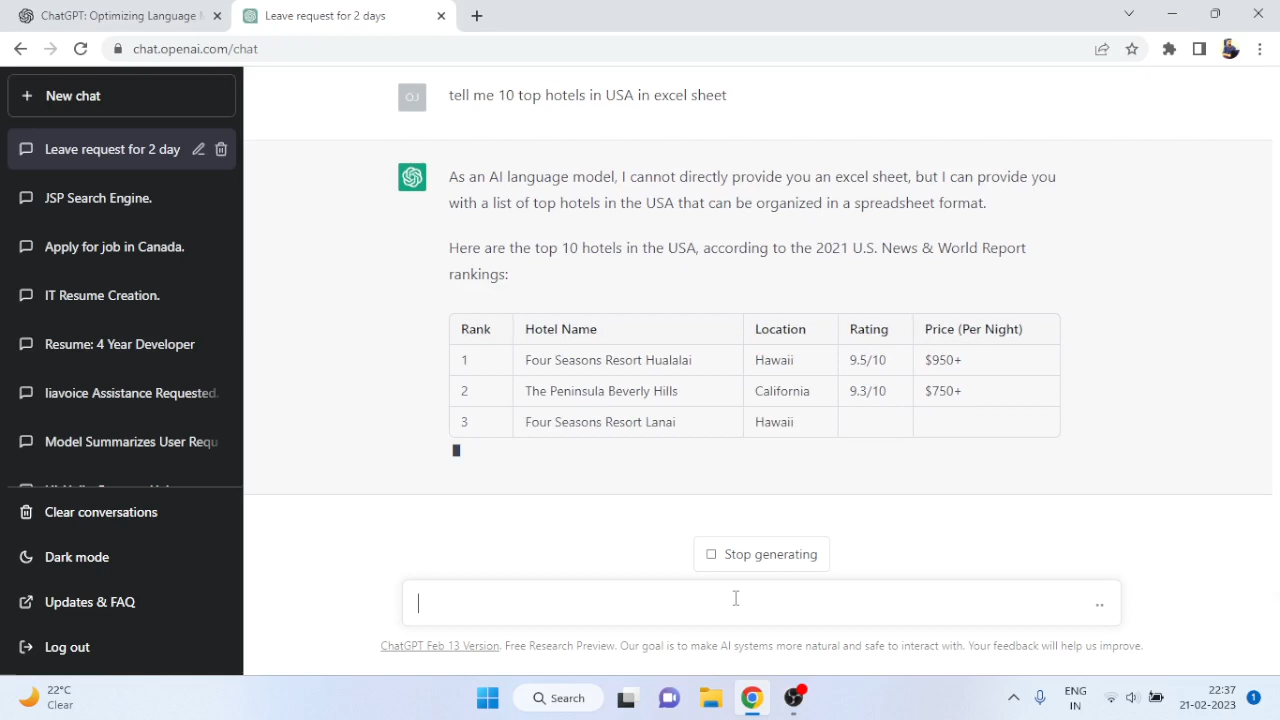 ChatGPT: Optimizing Language
Leave request for 2 days
chat.openai.com/chat
New chat
Leave request for 2 day
JSP Search Engine.
Apply for job in Canada.
IT Resume Creation.
Resume: 4 Year Developer
liavoice Assistance Requested.
Model Summarizes User Requ
Clear conversations
Dark mode
Updates & FAQ
Log out
OJ
tell me 10 top hotels in USA in excel sheet
As an AI language model, I cannot directly provide you an excel sheet, but I can provide you
with a list of top hotels in the USA that can be organized in a spreadsheet format.
Here are the top 10 hotels in the USA, according to the 2021 U.S. News & World Report
rankings:
Rank Hotel Name Location Rating Price (Per Night)
1 Four Seasons Resort Hualalai Hawaii 9.5/10 $950+
2 The Peninsula Beverly Hills California 9.3/10 $750+
3 Four Seasons Resort Lanai Hawaii
Stop generating
ChatGPT Feb 13 Version. Free Research Preview. Our goal is to make AI systems more natural and safe to interact with. Your feedback will help us improve.
22°C
Clear
Search
ENG
IN
22:37
21-02-2023
1